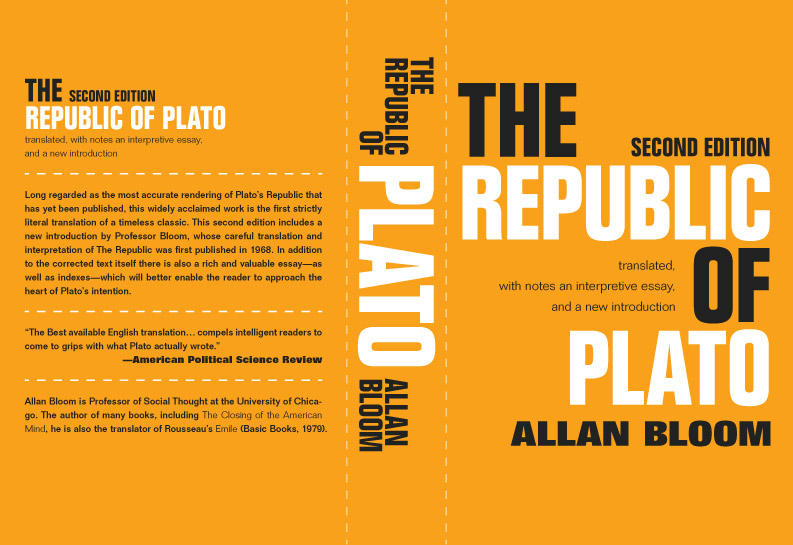 THE SECOND EDITION
REPUBLIC OF PLATO
translated, with notes an interpretive essay,
and a new introduction
Long regarded as the most accurate rendering of Plato's Republic that
has yet been published, this widely acclaimed work is the first strictly
literal translation of a timeless classic. This second edition includes a
new introduction by Professor Bloom, whose careful translation and
interpretation of The Republic was first published in 1968. In addition
to the corrected text itself there is also a rich and valuable essay—as
well as indexes—which will better enable the reader to approach the
heart of Plato's intention.
“The Best available English translation… compels intelligent readers to
come to grips with what Plato actually wrote.”
—American Political Science Review
Allan Bloom is Professor of Social Thought at the University of Chica-
go. The author of many books, including The Closing of the American
Mind, he is also the translator of Rousseau's Emile (Basic Books, 1979).
THE
REPUBLIC
OF
PLATO
ALLAN
BLOOM
THE
SECOND EDITION
REPUBLIC
translated,
with notes an interpretive essay,
and a new introduction
OF
PLATO
ALLAN BLOOM